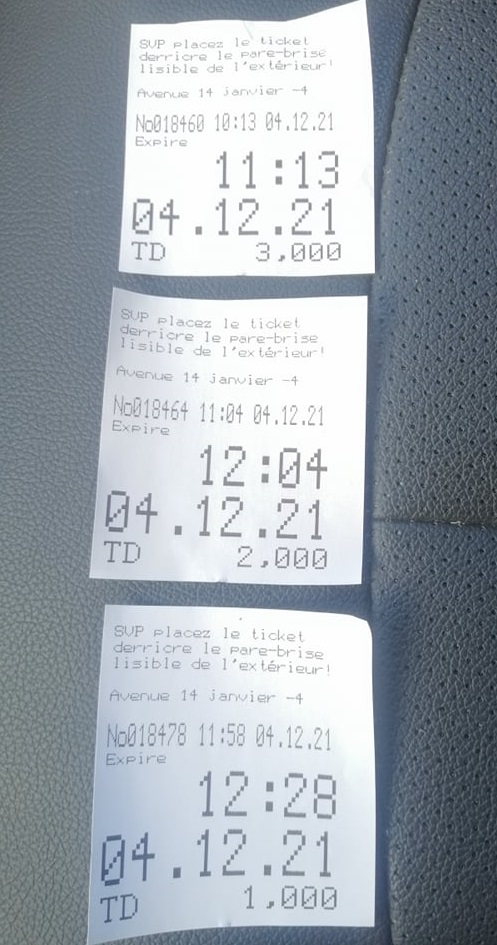 SVP placez le ticket
derricre le pare-brise
lisible de l'extérieur!
Avenue 14 janvier -4
No018460 10:13 04.12.21
Expire
11:13
04.12.21
TD 3,000
SVP placez le ticket
derricre le pare-brise
lisible de l'extérieur!
Avenue 14 janvier -4
No018464 11:04 04.12.21
Expire
12:04
04.12.21
TD 2,000
SVP placez le ticket
derricre le pare-brise
lisible de l'extérieur!
Avenue 14 janvier -4
No018478 11:58 04.12.21
Expire
12:28
04.12.21
TD 1,000